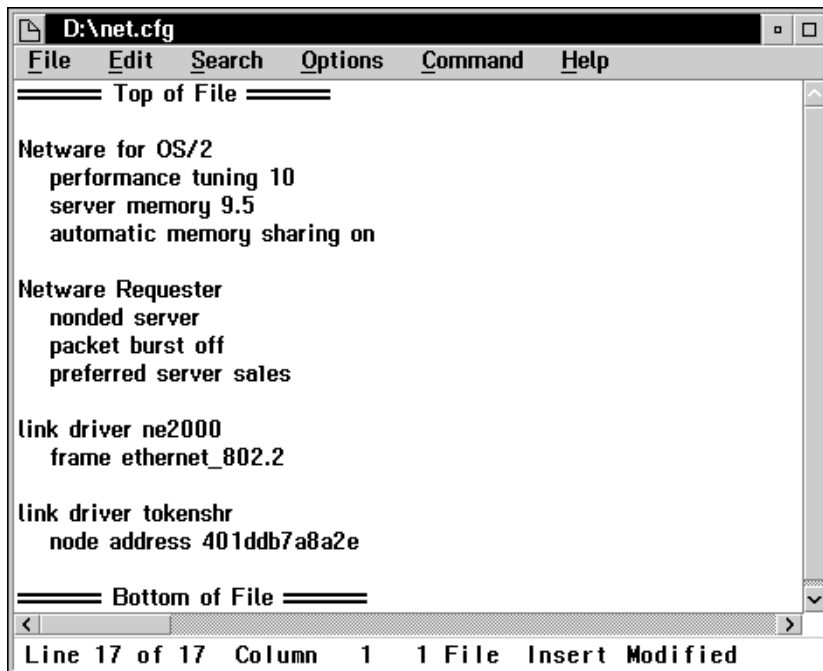 D:\net.cfg
File Edit Search Options Command Help
===== Top of File =====
Netware for OS/2
performance tuning 10
server memory 9.5
automatic memory sharing on
Netware Requester
nonded server
packet burst off
preferred server sales
link driver ne2000
frame ethernet_802.2
link driver tokenshr
node address 401ddb7a8a2e
===== Bottom of File =====
Line 17 of 17 Column 1 1 File Insert Modified